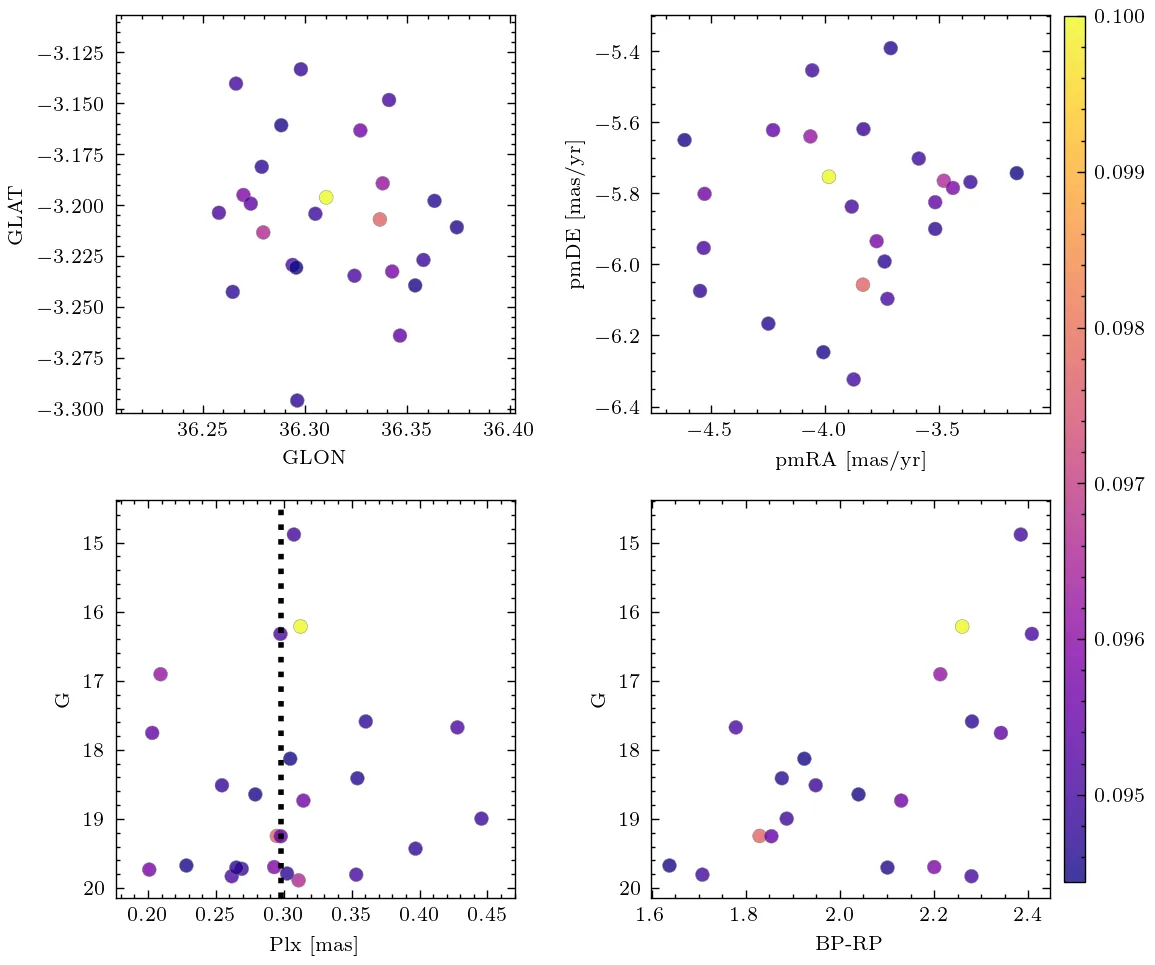 −3.125
−3.150
−3.175
−3.200
−3.225
−3.250
−3.275
−3.300
GLAT
36.25 36.30 36.35 36.40
GLON
−5.4
−5.6
−5.8
−6.0
−6.2
−6.4
pmDE [mas/yr]
−4.5 −4.0 −3.5
pmRA [mas/yr]
0.100
0.099
0.098
0.097
0.096
0.095
15
16
17
18
19
20
G
0.20 0.25 0.30 0.35 0.40 0.45
Plx [mas]
15
16
17
18
19
20
G
1.6 1.8 2.0 2.2 2.4
BP-RP